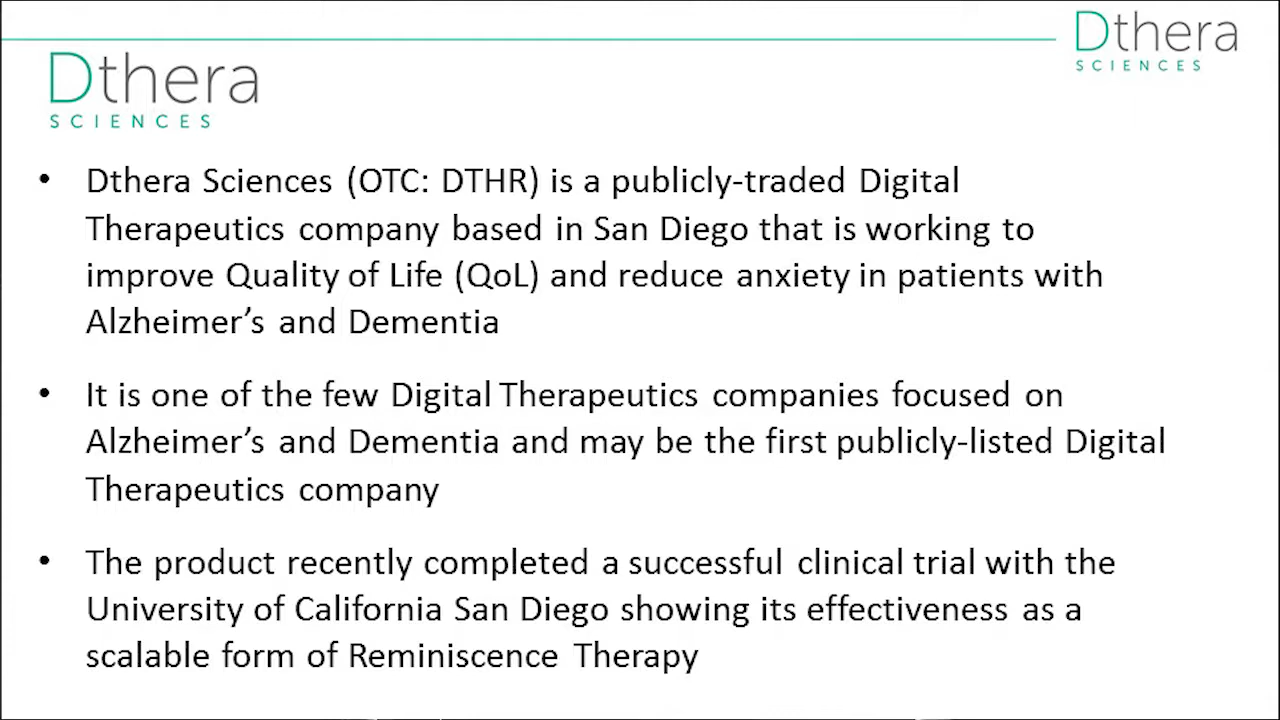 Dthera
SCIENCES
Dthera
SCIENCES
• Dthera Sciences (OTC: DTHR) is a publicly-traded Digital
Therapeutics company based in San Diego that is working to
improve Quality of Life (QoL) and reduce anxiety in patients with
Alzheimer’s and Dementia
• It is one of the few Digital Therapeutics companies focused on
Alzheimer’s and Dementia and may be the first publicly-listed Digital
Therapeutics company
• The product recently completed a successful clinical trial with the
University of California San Diego showing its effectiveness as a
scalable form of Reminiscence Therapy